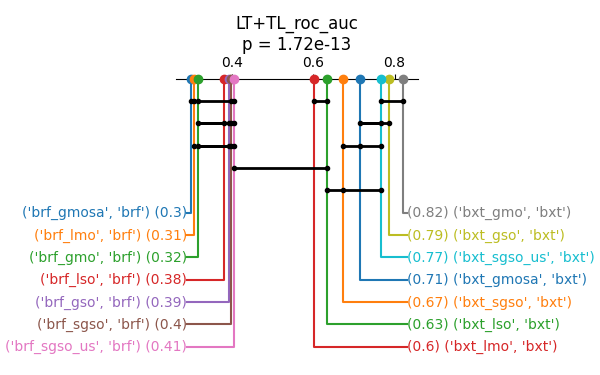 LT+TL_roc_auc
p = 1.72e-13
0.4 0.6 0.8
('brf_gmosa', 'brf') (0.3) (0.82) ('bxt_gmo', 'bxt')
('brf_lmo', 'brf') (0.31) (0.79) ('bxt_gso', 'bxt')
('brf_gmo', 'brf') (0.32) (0.77) ('bxt_sgso_us', 'bxt')
('brf_lso', 'brf') (0.38) (0.71) ('bxt_gmosa', 'bxt')
('brf_gso', 'brf') (0.39) (0.67) ('bxt_sgso', 'bxt')
('brf_sgso', 'brf') (0.4) (0.63) ('bxt_lso', 'bxt')
('brf_sgso_us', 'brf') (0.41) (0.6) ('bxt_lmo', 'bxt')